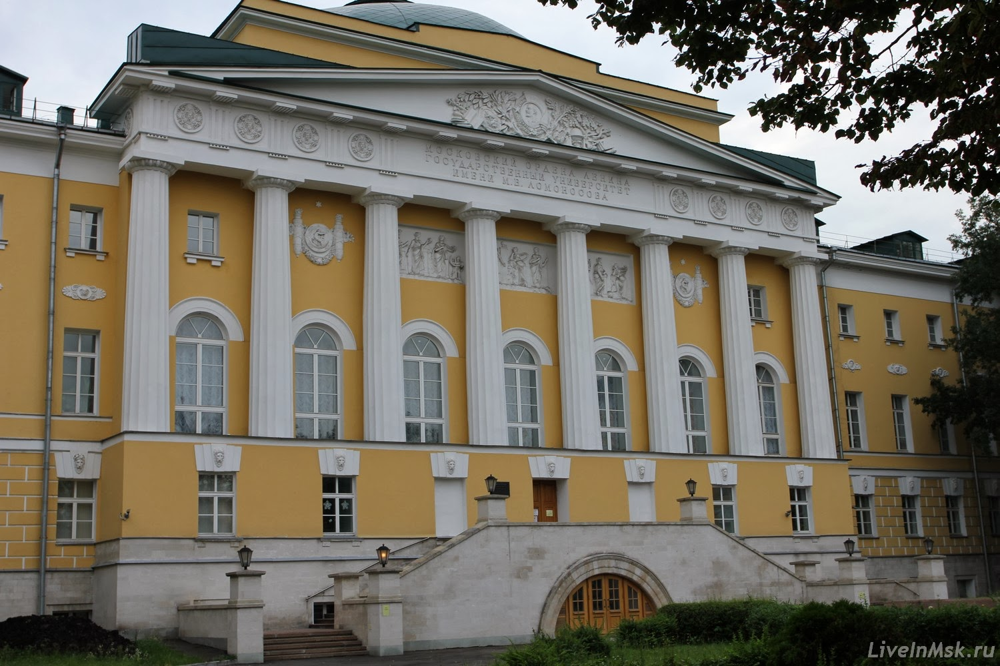 МОСКОВСКИЙ ОРДЕНА ЛЕНИНА
ГОСУДАРСТВЕННЫЙ УНИВЕРСИТЕТ
ИМЕНИ М.В. ЛОМОНОСОВА
LiveInMsk.ru